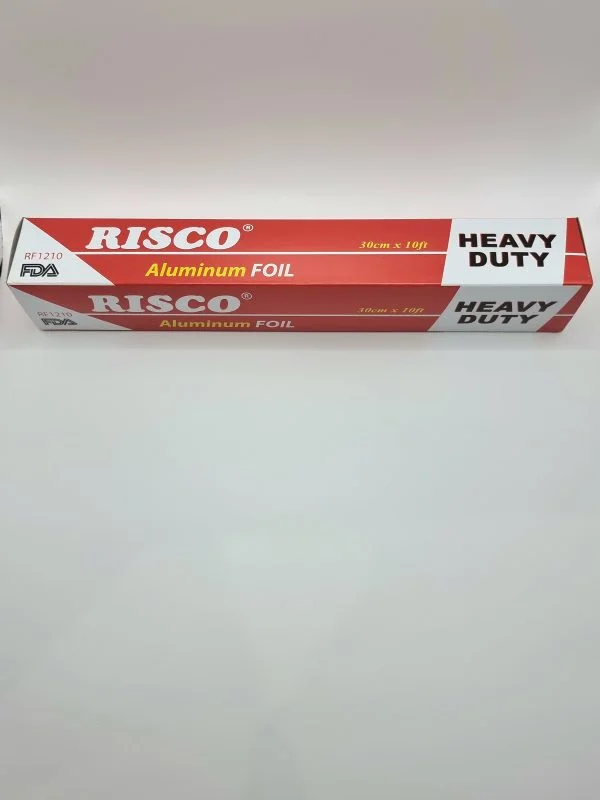 RISCO®
30cm x 10ft
HEAVY
DUTY
RF1210
FDA
Aluminum FOIL
RISCO®
30cm x 10ft
HEAVY
DUTY
RF1210
FDA
Aluminum FOIL